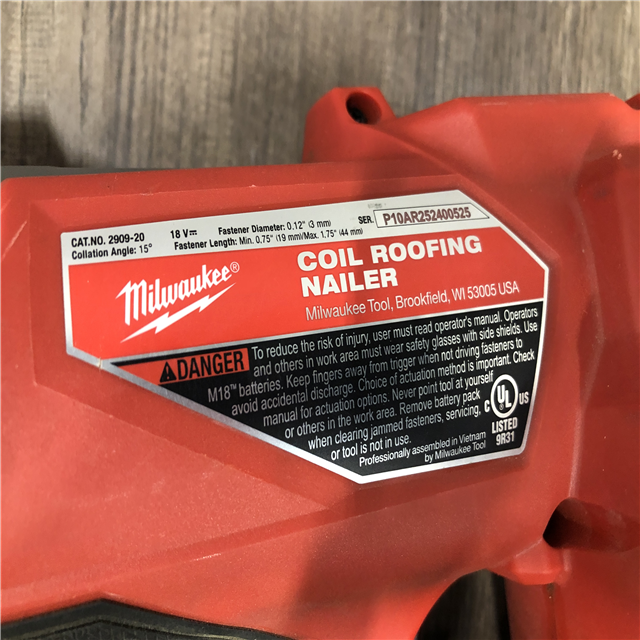 CAT.NO. 2909-20 18 V⎓ Fastener Diameter: 0.12" (3 mm) SER. P10AR252400525
Collation Angle: 15° Fastener Length: Min. 0.75" (19 mm)/Max. 1.75" (44 mm)
Milwaukee®
COIL ROOFING
NAILER
Milwaukee Tool, Brookfield, WI 53005 USA
DANGER
To reduce the risk of injury, user must read operator's manual. Operators
and others in work area must wear safety glasses with side shields. Use
M18™ batteries. Keep fingers away from trigger when not driving fasteners to
avoid accidental discharge. Choice of actuation method is important. Check
manual for actuation options. Never point tool at yourself
or others in the work area. Remove battery pack
when clearing jammed fasteners, servicing,
or tool is not in use.
Professionally assembled in Vietnam
by Milwaukee Tool
C UL US
LISTED
9R31